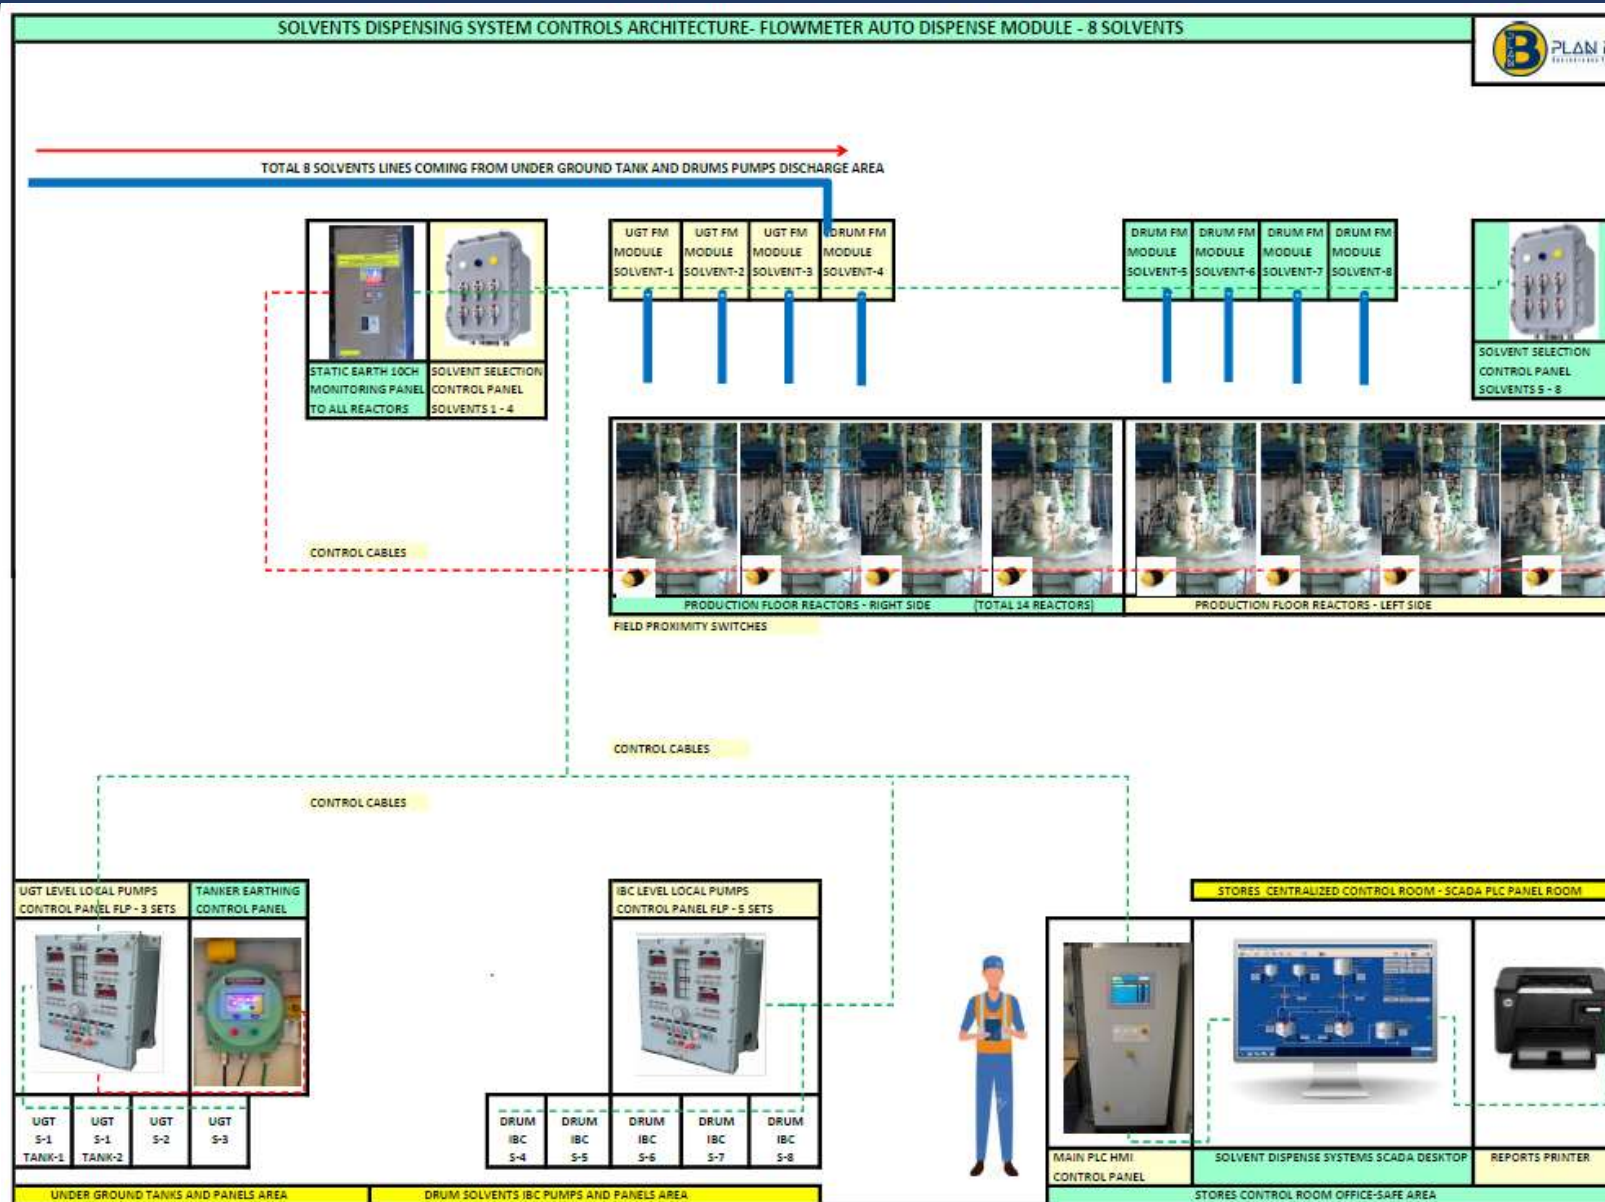 SOLVENTS DISPENSING SYSTEM CONTROLS ARCHITECTURE- FLOWMETER AUTO DISPENSE MODULE - 8 SOLVENTS
B PLAN
TOTAL 8 SOLVENTS LINES COMING FROM UNDER GROUND TANK AND DRUMS PUMPS DISCHARGE AREA
STATIC EARTH 10CH
MONITORING PANEL
TO ALL REACTORS
SOLVENT SELECTION
CONTROL PANEL
SOLVENTS 1 - 4
UGT FM
MODULE
SOLVENT-1
UGT FM
MODULE
SOLVENT-2
UGT FM
MODULE
SOLVENT-3
DRUM FM
MODULE
SOLVENT-4
DRUM FM
MODULE
SOLVENT-5
DRUM FM
MODULE
SOLVENT-6
DRUM FM
MODULE
SOLVENT-7
DRUM FM
MODULE
SOLVENT-8
SOLVENT SELECTION
CONTROL PANEL
SOLVENTS 5 - 8
CONTROL CABLES
PRODUCTION FLOOR REACTORS - RIGHT SIDE (TOTAL 14 REACTORS)
PRODUCTION FLOOR REACTORS - LEFT SIDE
FIELD PROXIMITY SWITCHES
CONTROL CABLES
CONTROL CABLES
UGT LEVEL LOCAL PUMPS
CONTROL PANEL FLP - 3 SETS
TANKER EARTHING
CONTROL PANEL
IBC LEVEL LOCAL PUMPS
CONTROL PANEL FLP - 5 SETS
STORES CENTRALIZED CONTROL ROOM - SCADA PLC PANEL ROOM
UGT
S-1
TANK-1
UGT
S-1
TANK-2
UGT
S-2
UGT
S-3
DRUM
IBC
S-4
DRUM
IBC
S-5
DRUM
IBC
S-6
DRUM
IBC
S-7
DRUM
IBC
S-8
MAIN PLC HMI
CONTROL PANEL
SOLVENT DISPENSE SYSTEMS SCADA DESKTOP
REPORTS PRINTER
UNDER GROUND TANKS AND PANELS AREA
DRUM SOLVENTS IBC PUMPS AND PANELS AREA
STORES CONTROL ROOM OFFICE-SAFE AREA